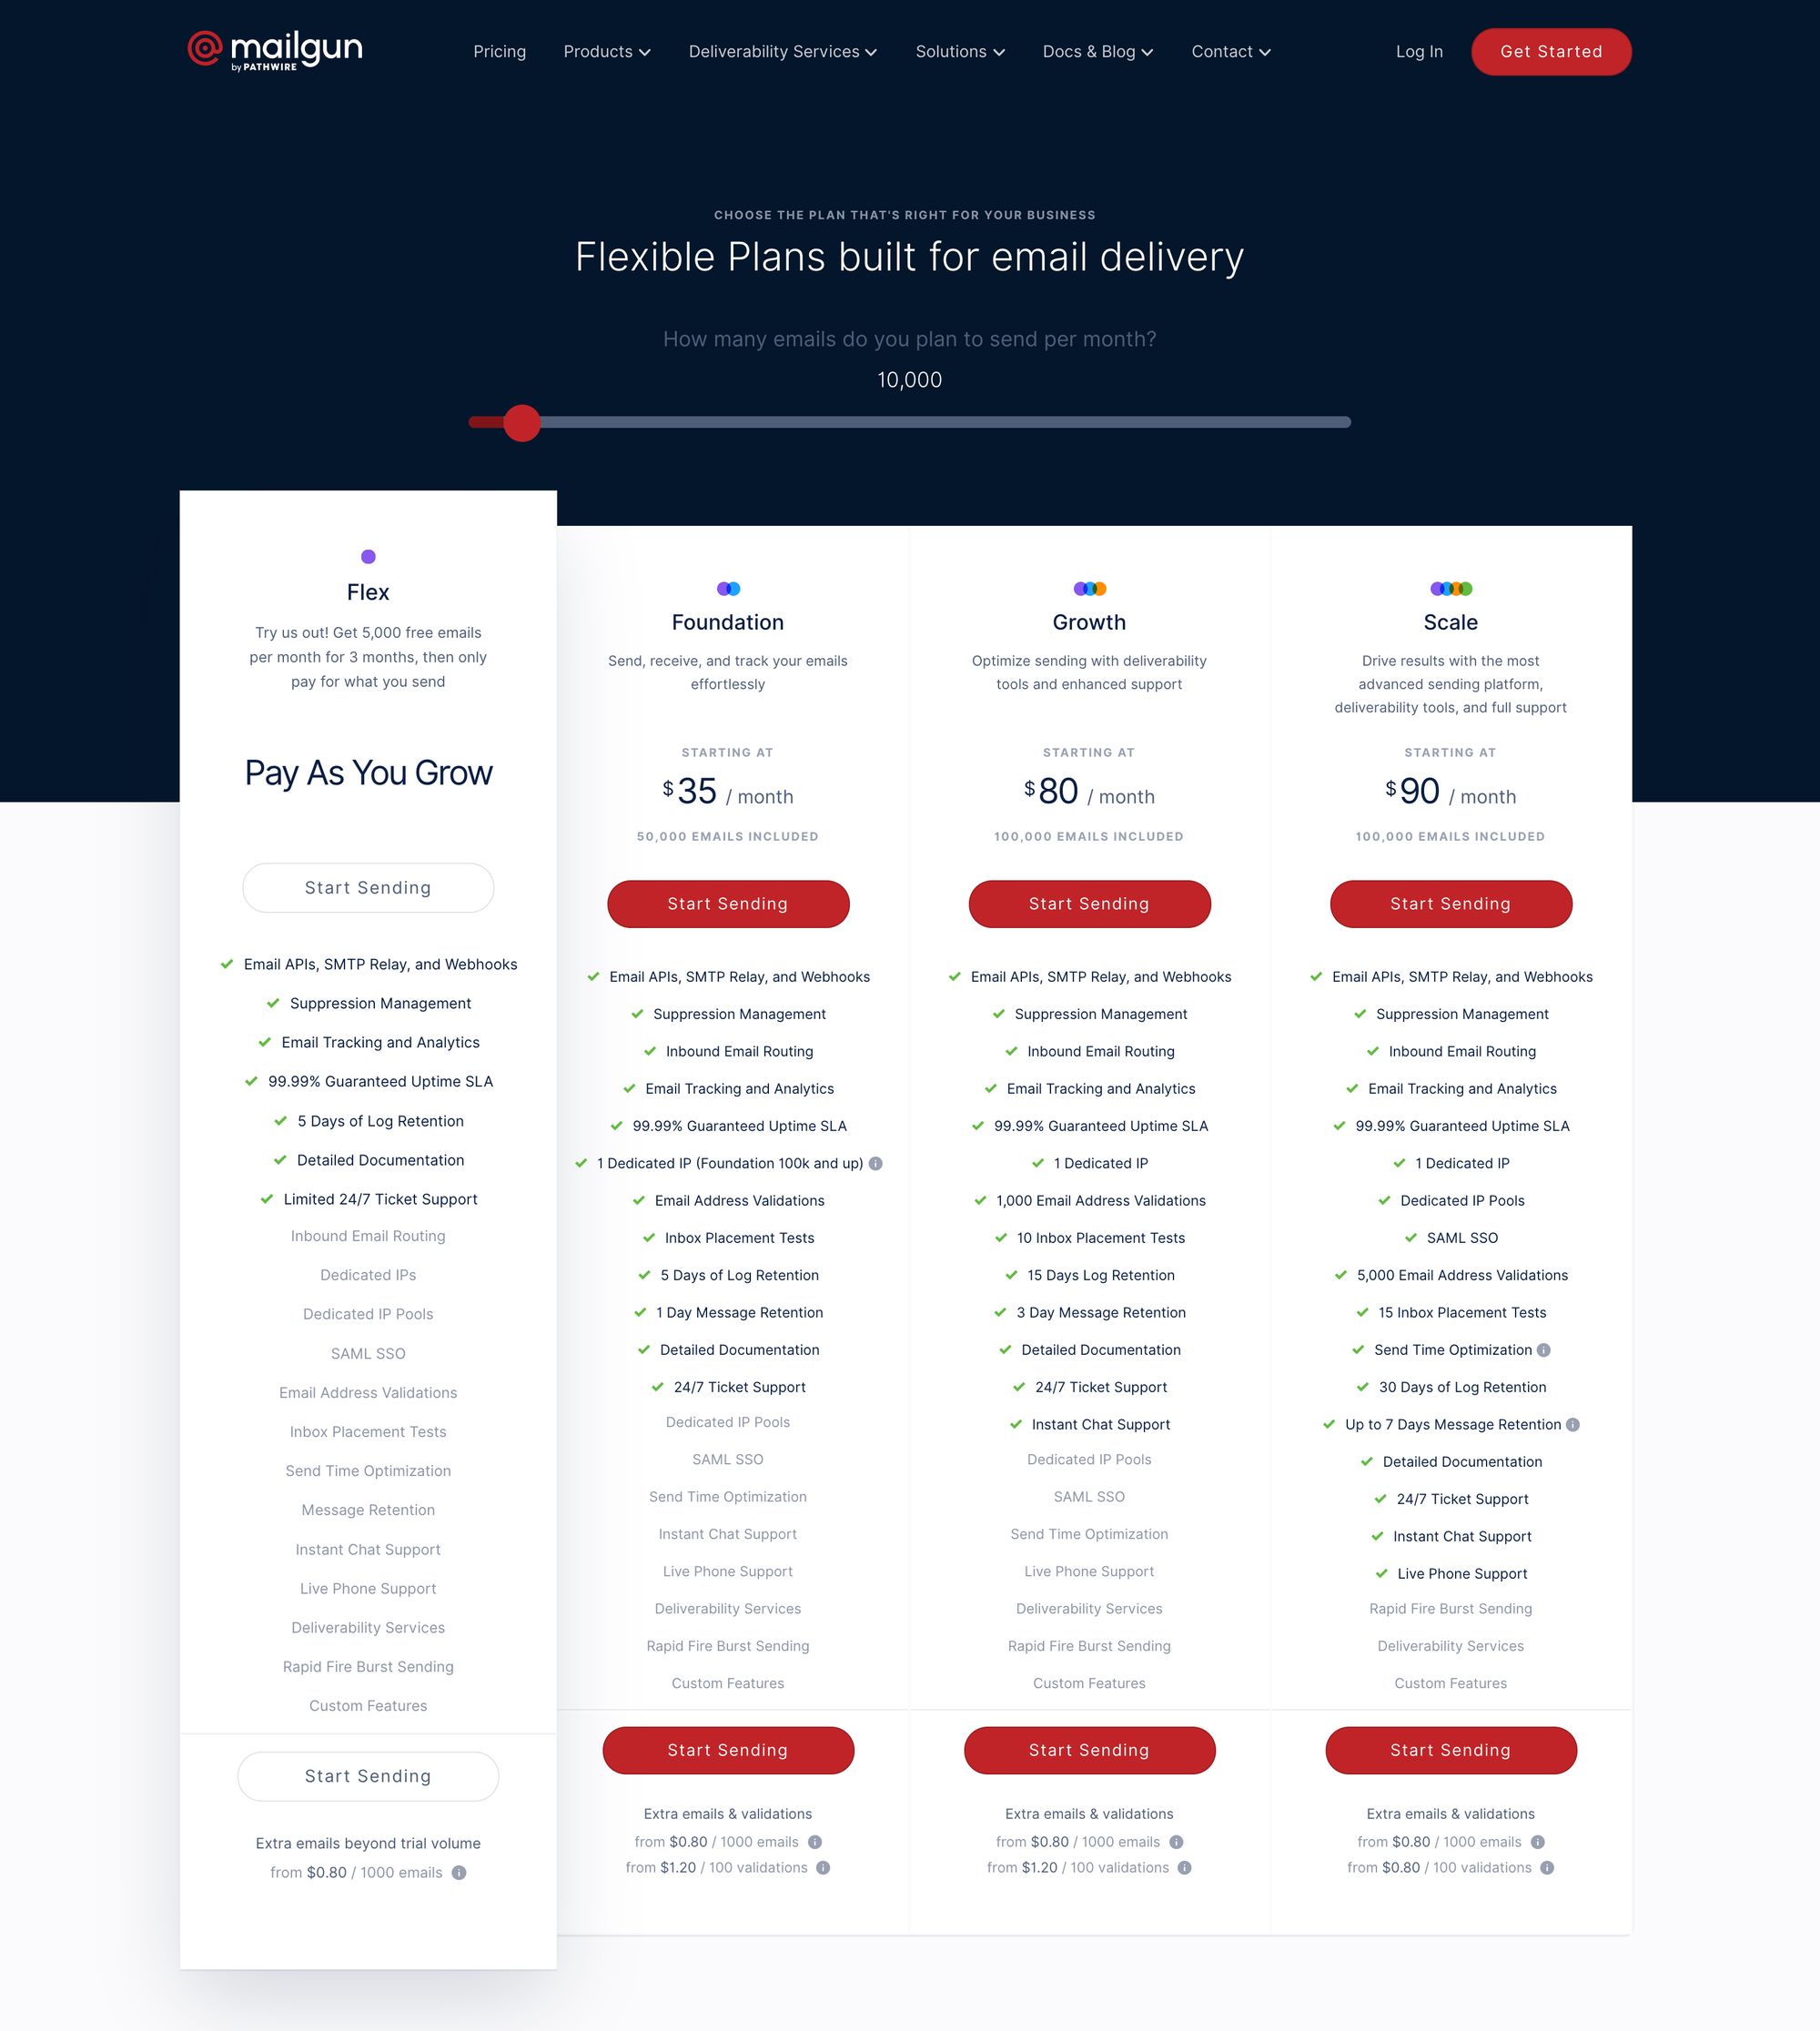 mailgun
by PATHWIRE
Pricing
Products
Deliverability Services
Solutions
Docs & Blog
Contact
Log In
Get Started
CHOOSE THE PLAN THAT'S RIGHT FOR YOUR BUSINESS
Flexible Plans built for email delivery
How many emails do you plan to send per month?
10,000
Flex
Try us out! Get 5,000 free emails
per month for 3 months, then only
pay for what you send
Pay As You Grow
Start Sending
Email APIs, SMTP Relay, and Webhooks
Suppression Management
Email Tracking and Analytics
99.99% Guaranteed Uptime SLA
5 Days of Log Retention
Detailed Documentation
Limited 24/7 Ticket Support
Inbound Email Routing
Dedicated IPs
Dedicated IP Pools
SAML SSO
Email Address Validations
Inbox Placement Tests
Send Time Optimization
Message Retention
Instant Chat Support
Live Phone Support
Deliverability Services
Rapid Fire Burst Sending
Custom Features
Start Sending
Extra emails beyond trial volume
from $0.80 / 1000 emails
Foundation
Send, receive, and track your emails
effortlessly
STARTING AT
$35 / month
50,000 EMAILS INCLUDED
Start Sending
Email APIs, SMTP Relay, and Webhooks
Suppression Management
Inbound Email Routing
Email Tracking and Analytics
99.99% Guaranteed Uptime SLA
1 Dedicated IP (Foundation 100k and up)
Email Address Validations
Inbox Placement Tests
5 Days of Log Retention
1 Day Message Retention
Detailed Documentation
24/7 Ticket Support
Dedicated IP Pools
SAML SSO
Send Time Optimization
Instant Chat Support
Live Phone Support
Deliverability Services
Rapid Fire Burst Sending
Custom Features
Start Sending
Extra emails & validations
from $0.80 / 1000 emails
from $1.20 / 100 validations
Growth
Optimize sending with deliverability
tools and enhanced support
STARTING AT
$80 / month
100,000 EMAILS INCLUDED
Start Sending
Email APIs, SMTP Relay, and Webhooks
Suppression Management
Inbound Email Routing
Email Tracking and Analytics
99.99% Guaranteed Uptime SLA
1 Dedicated IP
1,000 Email Address Validations
10 Inbox Placement Tests
15 Days Log Retention
3 Day Message Retention
Detailed Documentation
24/7 Ticket Support
Instant Chat Support
Dedicated IP Pools
SAML SSO
Send Time Optimization
Live Phone Support
Deliverability Services
Rapid Fire Burst Sending
Custom Features
Start Sending
Extra emails & validations
from $0.80 / 1000 emails
from $1.20 / 100 validations
Scale
Drive results with the most
advanced sending platform,
deliverability tools, and full support
STARTING AT
$90 / month
100,000 EMAILS INCLUDED
Start Sending
Email APIs, SMTP Relay, and Webhooks
Suppression Management
Inbound Email Routing
Email Tracking and Analytics
99.99% Guaranteed Uptime SLA
1 Dedicated IP
Dedicated IP Pools
SAML SSO
5,000 Email Address Validations
15 Inbox Placement Tests
Send Time Optimization
30 Days of Log Retention
Up to 7 Days Message Retention
Detailed Documentation
24/7 Ticket Support
Instant Chat Support
Live Phone Support
Rapid Fire Burst Sending
Deliverability Services
Custom Features
Start Sending
Extra emails & validations
from $0.80 / 1000 emails
from $0.80 / 100 validations